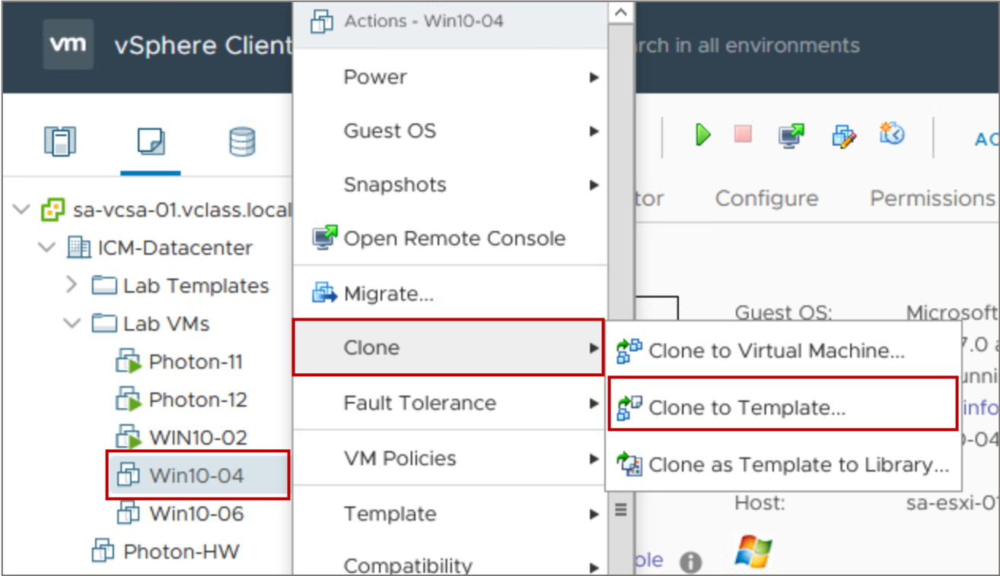 vm vSphere Client
Actions - Win10-04
rch in all environments
Power
Guest OS
Snapshots
Open Remote Console
Migrate...
Clone
Fault Tolerance
VM Policies
Template
Compatibility
Clone to Virtual Machine...
Clone to Template...
Clone as Template to Library...
sa-vcsa-01.vclass.local
ICM-Datacenter
Lab Templates
Lab VMs
Photon-11
Photon-12
WIN10-02
Win10-04
Win10-06
Photon-HW
AC
tor Configure Permissions
Guest OS: Microsoft
7.0
unni
info
-04
Host: sa-esxi-01
ole